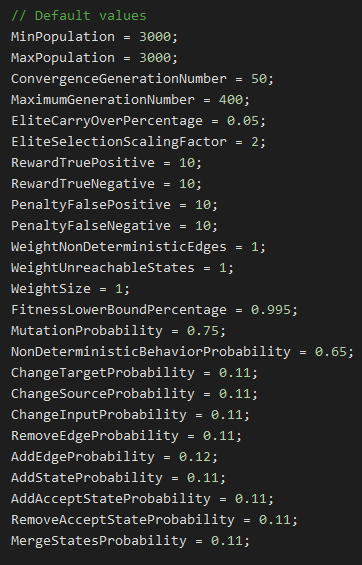 // Default values
MinPopulation = 3000;
MaxPopulation = 3000;
ConvergenceGenerationNumber = 50;
MaximumGenerationNumber = 400;
EliteCarryOverPercentage = 0.05;
EliteSelectionScalingFactor = 2;
RewardTruePositive = 10;
RewardTrueNegative = 10;
PenaltyFalsePositive = 10;
PenaltyFalseNegative = 10;
WeightNonDeterministicEdges = 1;
WeightUnreachableStates = 1;
WeightSize = 1;
FitnessLowerBoundPercentage = 0.995;
MutationProbability = 0.75;
NonDeterministicBehaviorProbability = 0.65;
ChangeTargetProbability = 0.11;
ChangeSourceProbability = 0.11;
ChangeInputProbability = 0.11;
RemoveEdgeProbability = 0.11;
AddEdgeProbability = 0.12;
AddStateProbability = 0.11;
AddAcceptStateProbability = 0.11;
RemoveAcceptStateProbability = 0.11;
MergeStatesProbability = 0.11;